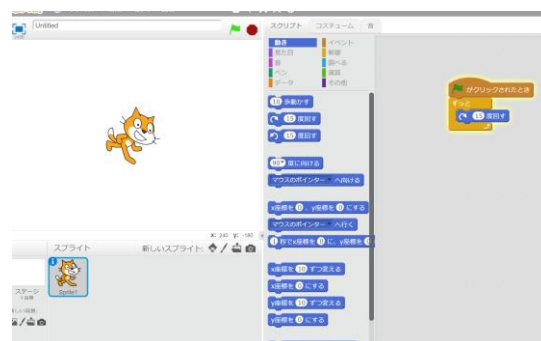 Untitled
スクリプト コスチューム 音
動き イベント
見た目 制御
音 調べる
ペン 演算
データ その他
10 歩動かす
15 度回す
15 度回す
90 度に向ける
マウスのポインター へ向ける
x座標を 0 、y座標を 0 にする
マウスのポインター へ行く
1 秒でx座標を 0 に、y座標を 0
x座標を 10 ずつ変える
x座標を 0 にする
y座標を 10 ずつ変える
y座標を 0 にする
がクリックされたとき
ずっと
15 度回す
x: 240 y: -180
スプライト 新しいスプライト:
ステージ
Sprite1